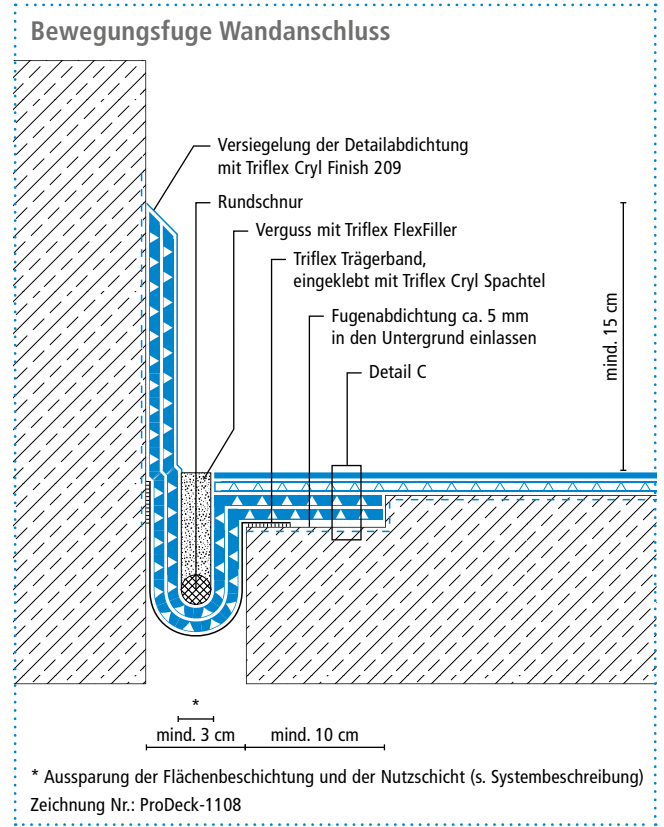 Bewegungsfuge Wandanschluss
Versiegelung der Detailabdichtung
mit Triflex Cryl Finish 209
Rundschnur
Verguss mit Triflex FlexFiller
Triflex Trägerband,
eingeklebt mit Triflex Cryl Spachtel
Fugenabdichtung ca. 5 mm
in den Untergrund einlassen
Detail C
mind. 15 cm
*
mind. 3 cm
mind. 10 cm
* Aussparung der Flächenbeschichtung und der Nutzschicht (s. Systembeschreibung)
Zeichnung Nr.: ProDeck-1108